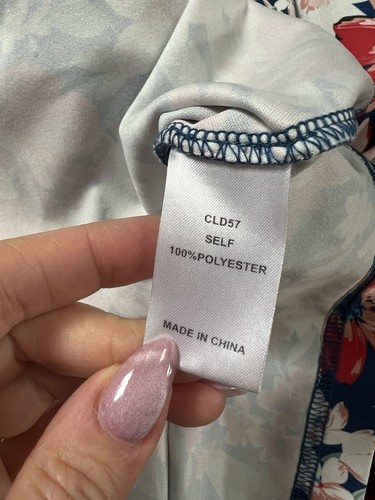 CLD57
SELF
100%POLYESTER
MADE IN CHINA